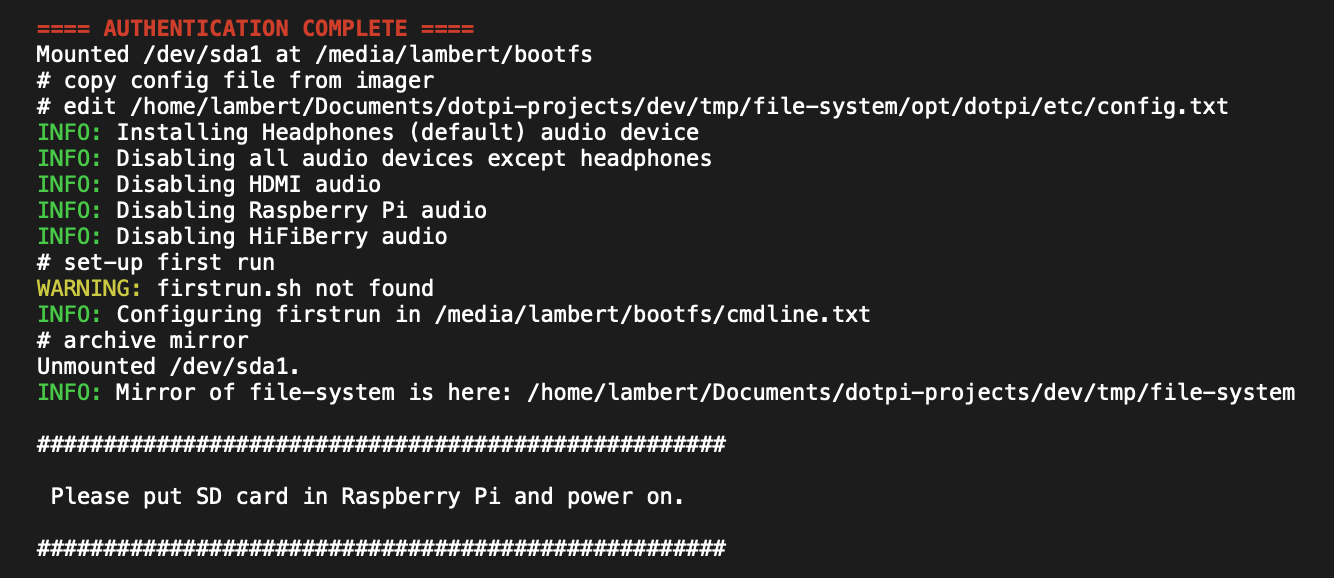 ==== AUTHENTICATION COMPLETE ====
Mounted /dev/sda1 at /media/lambert/bootfs
# copy config file from imager
# edit /home/lambert/Documents/dotpi-projects/dev/tmp/file-system/opt/dotpi/etc/config.txt
INFO: Installing Headphones (default) audio device
INFO: Disabling all audio devices except headphones
INFO: Disabling HDMI audio
INFO: Disabling Raspberry Pi audio
INFO: Disabling HiFiBerry audio
# set-up first run
WARNING: firstrun.sh not found
INFO: Configuring firstrun in /media/lambert/bootfs/cmdline.txt
# archive mirror
Unmounted /dev/sda1.
INFO: Mirror of file-system is here: /home/lambert/Documents/dotpi-projects/dev/tmp/file-system
####################################################
Please put SD card in Raspberry Pi and power on.
####################################################